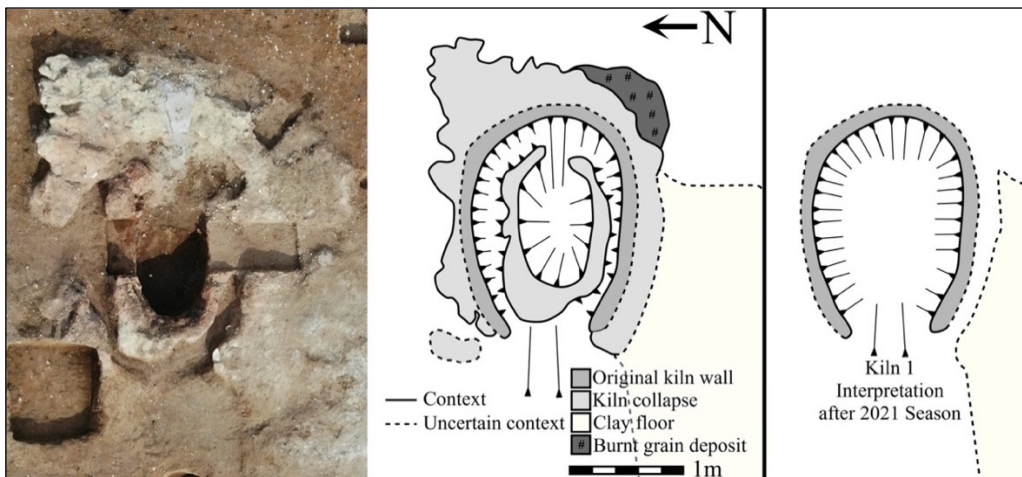 N
Original kiln wall
Kiln collapse
Context
Clay floor
Uncertain context
# Burnt grain deposit
1m
Kiln 1
Interpretation
after 2021 Season